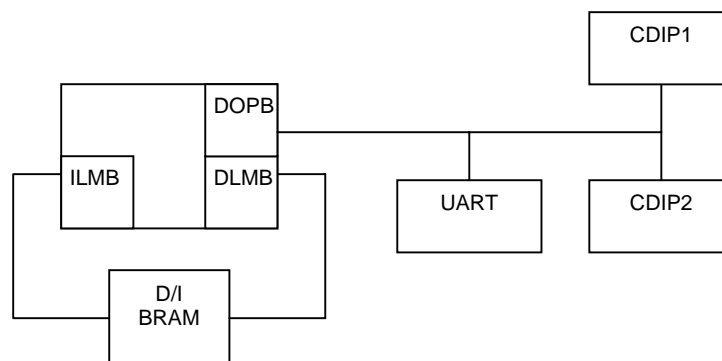 CDIP1
DOPB
ILMB
DLMB
UART
CDIP2
D/I
BRAM